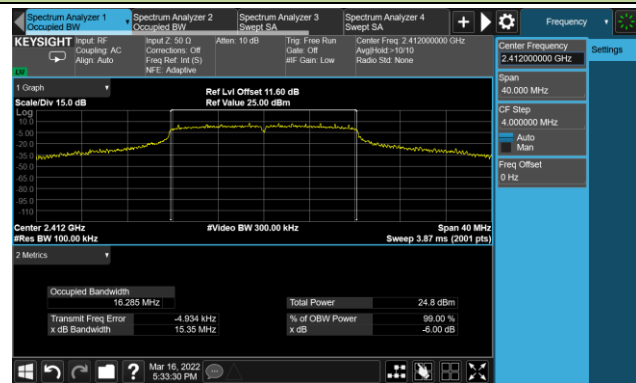 Spectrum Analyzer 1
Occupied BW
Spectrum Analyzer 2
Occupied BW
Spectrum Analyzer 3
Swept SA
Spectrum Analyzer 4
Swept SA
Frequency
KEYSIGHT
Input: RF
Coupling: AC
Align: Auto
Input Z: 50 Ω
Corrections: Off
Freq Ref: Int (S)
NFE: Adaptive
Atten: 10 dB
Trig: Free Run
Gate: Off
#IF Gain: Low
Center Freq: 2.412000000 GHz
Avg|Hold:>10/10
Radio Std: None
Center Frequency
2.412000000 GHz
Settings
Span
40.000 MHz
CF Step
4.000000 MHz
Auto
Man
Freq Offset
0 Hz
1 Graph
Scale/Div 15.0 dB
Ref Lvl Offset 11.60 dB
Ref Value 25.00 dBm
Log
10.0
-5.00
-20.0
-35.0
-50.0
-65.0
-80.0
-95.0
-110
Center 2.412 GHz
#Res BW 100.00 kHz
#Video BW 300.00 kHz
Span 40 MHz
Sweep 3.87 ms (2001 pts)
2 Metrics
Occupied Bandwidth
16.285 MHz
Total Power
24.8 dBm
Transmit Freq Error
-4.934 kHz
% of OBW Power
99.00 %
x dB Bandwidth
15.35 MHz
x dB
-6.00 dB
Mar 16, 2022
5:33:30 PM